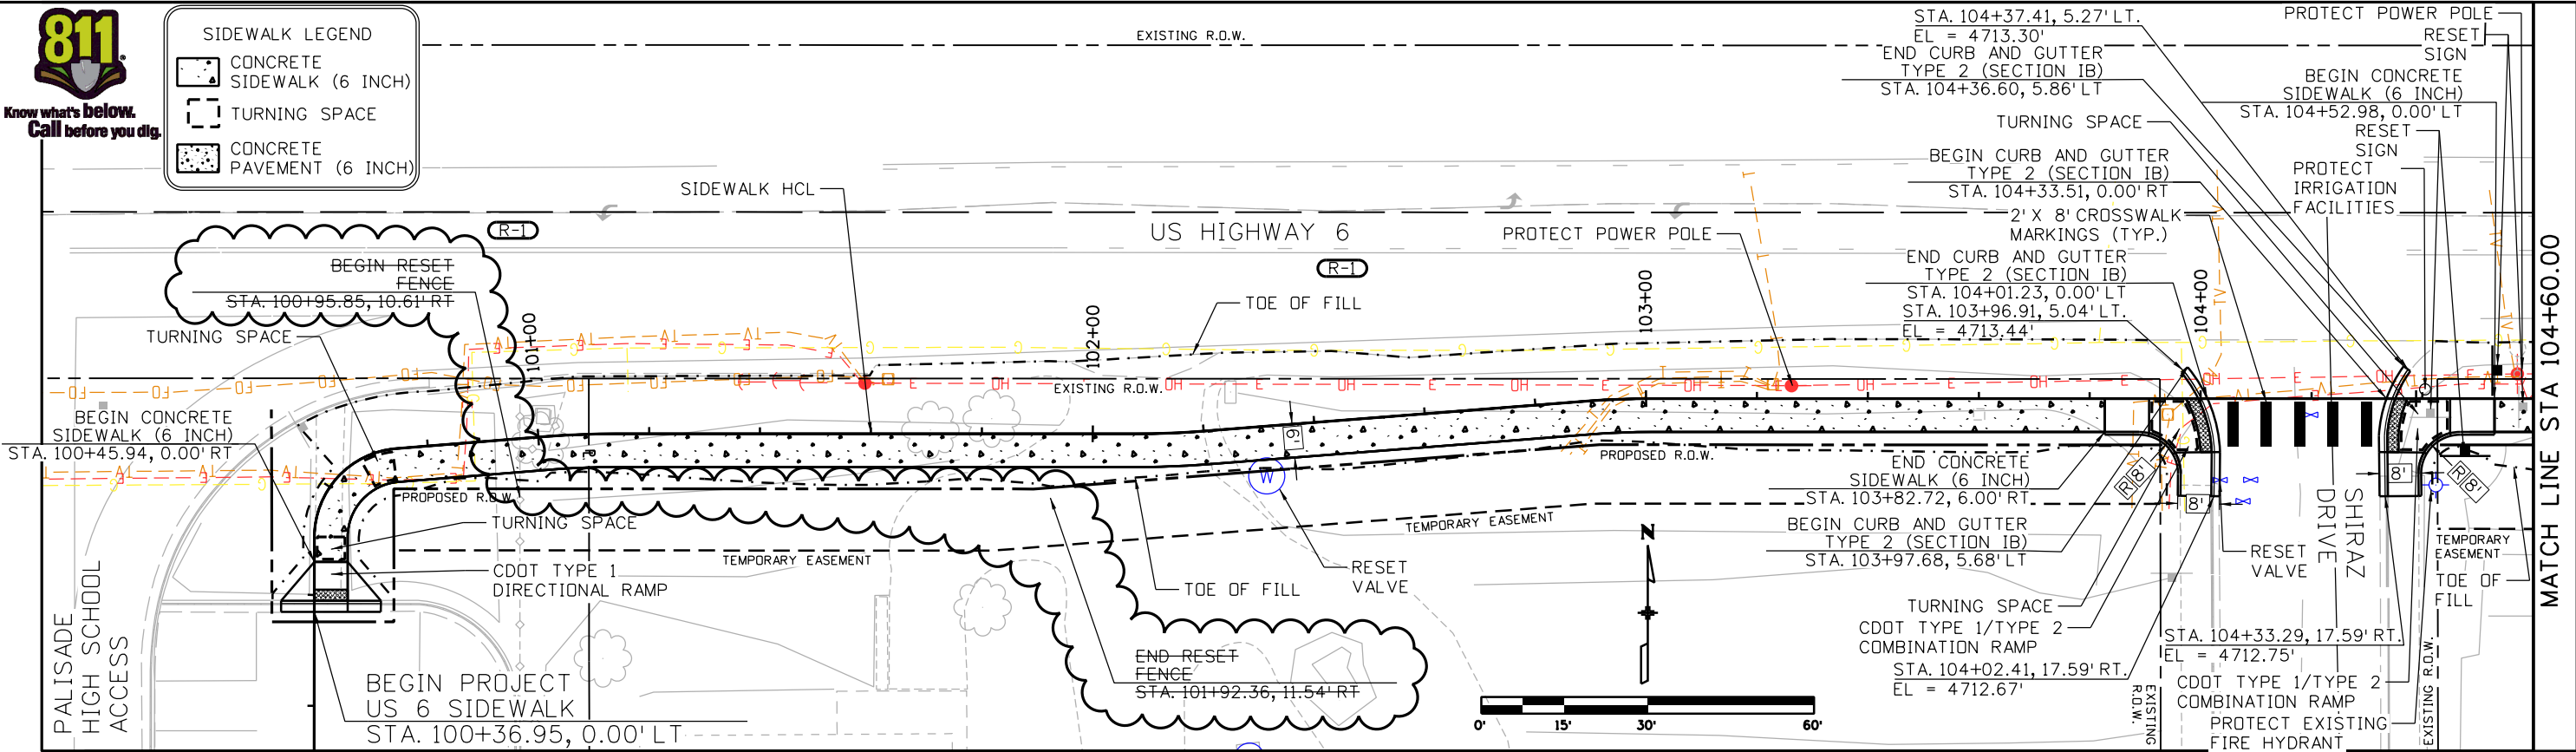 811
Know what's below.
Call before you dig.
SIDEWALK LEGEND
CONCRETE
SIDEWALK (6 INCH)
TURNING SPACE
CONCRETE
PAVEMENT (6 INCH)
EXISTING R.O.W.
STA. 104+37.41, 5.27' LT.
EL = 4713.30'
END CURB AND GUTTER
TYPE 2 (SECTION IB)
STA. 104+36.60, 5.86' LT
TURNING SPACE
BEGIN CURB AND GUTTER
TYPE 2 (SECTION IB)
STA. 104+33.51, 0.00' RT
2' X 8' CROSSWALK
MARKINGS (TYP.)
END CURB AND GUTTER
TYPE 2 (SECTION IB)
STA. 104+01.23, 0.00' LT
STA. 103+96.91, 5.04' LT.
EL = 4713.44'
PROTECT POWER POLE
RESET
SIGN
BEGIN CONCRETE
SIDEWALK (6 INCH)
STA. 104+52.98, 0.00' LT
RESET
SIGN
PROTECT
IRRIGATION
FACILITIES
SIDEWALK HCL
R-1
US HIGHWAY 6
R-1
PROTECT POWER POLE
BEGIN RESET
FENCE
STA. 100+95.85, 10.61' RT
TURNING SPACE
TOE OF FILL
101+00
102+00
103+00
104+00
EXISTING R.O.W.
BEGIN CONCRETE
SIDEWALK (6 INCH)
STA. 100+45.94, 0.00' RT
6'
W
PROPOSED R.O.W.
PROPOSED R.O.W.
TURNING SPACE
TEMPORARY EASEMENT
TEMPORARY EASEMENT
CDOT TYPE 1
DIRECTIONAL RAMP
TOE OF FILL
RESET
VALVE
N
END CONCRETE
SIDEWALK (6 INCH)
STA. 103+82.72, 6.00' RT
BEGIN CURB AND GUTTER
TYPE 2 (SECTION IB)
STA. 103+97.68, 5.68' LT
TURNING SPACE
CDOT TYPE 1/TYPE 2
COMBINATION RAMP
STA. 104+02.41, 17.59' RT.
EL = 4712.67'
R 8'
8'
8'
R 8'
RESET
VALVE
SHIRAZ
DRIVE
TEMPORARY
EASEMENT
TOE OF
FILL
STA. 104+33.29, 17.59' RT.
EL = 4712.75'
CDOT TYPE 1/TYPE 2
COMBINATION RAMP
PROTECT EXISTING
FIRE HYDRANT
EXISTING
R.O.W.
EXISTING R.O.W.
MATCH LINE STA 104+60.00
PALISADE
HIGH SCHOOL
ACCESS
BEGIN PROJECT
US 6 SIDEWALK
STA. 100+36.95, 0.00' LT
END RESET
FENCE
STA. 101+92.36, 11.54' RT
0' 15' 30' 60'